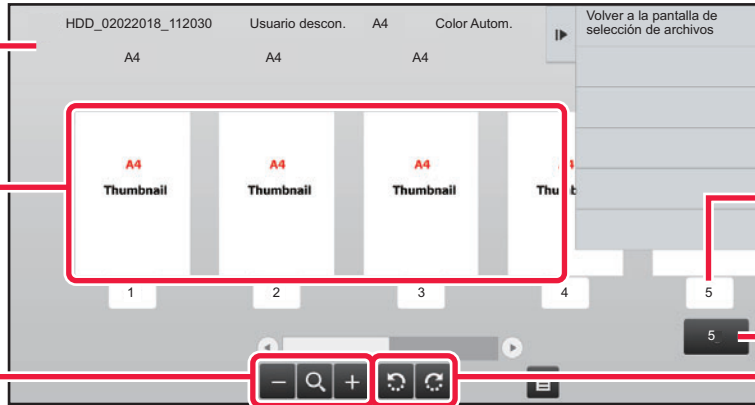 HDD_02022018_112030 Usuario descon. A4 Color Autom.
Volver a la pantalla de
selección de archivos
A4 A4 A4
A4 A4 A4
Thumbnail Thumbnail Thumbnail
1 2 3 4 5
5